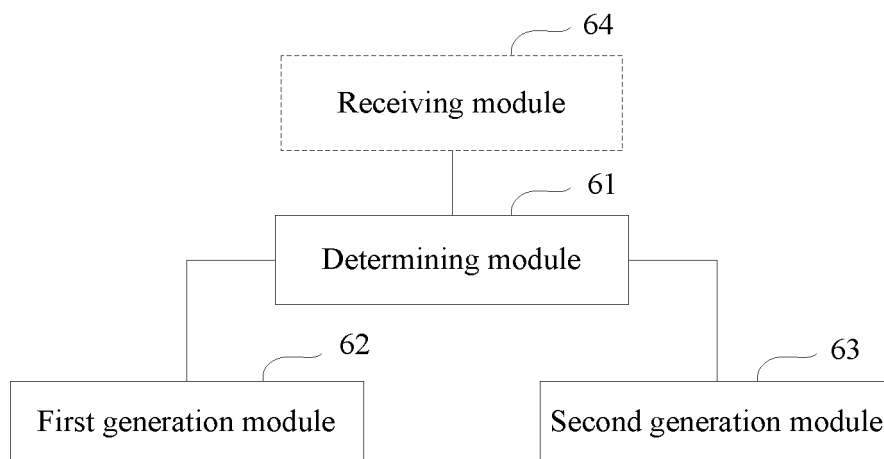 64
Receiving module
61
Determining module
62
63
First generation module
Second generation module